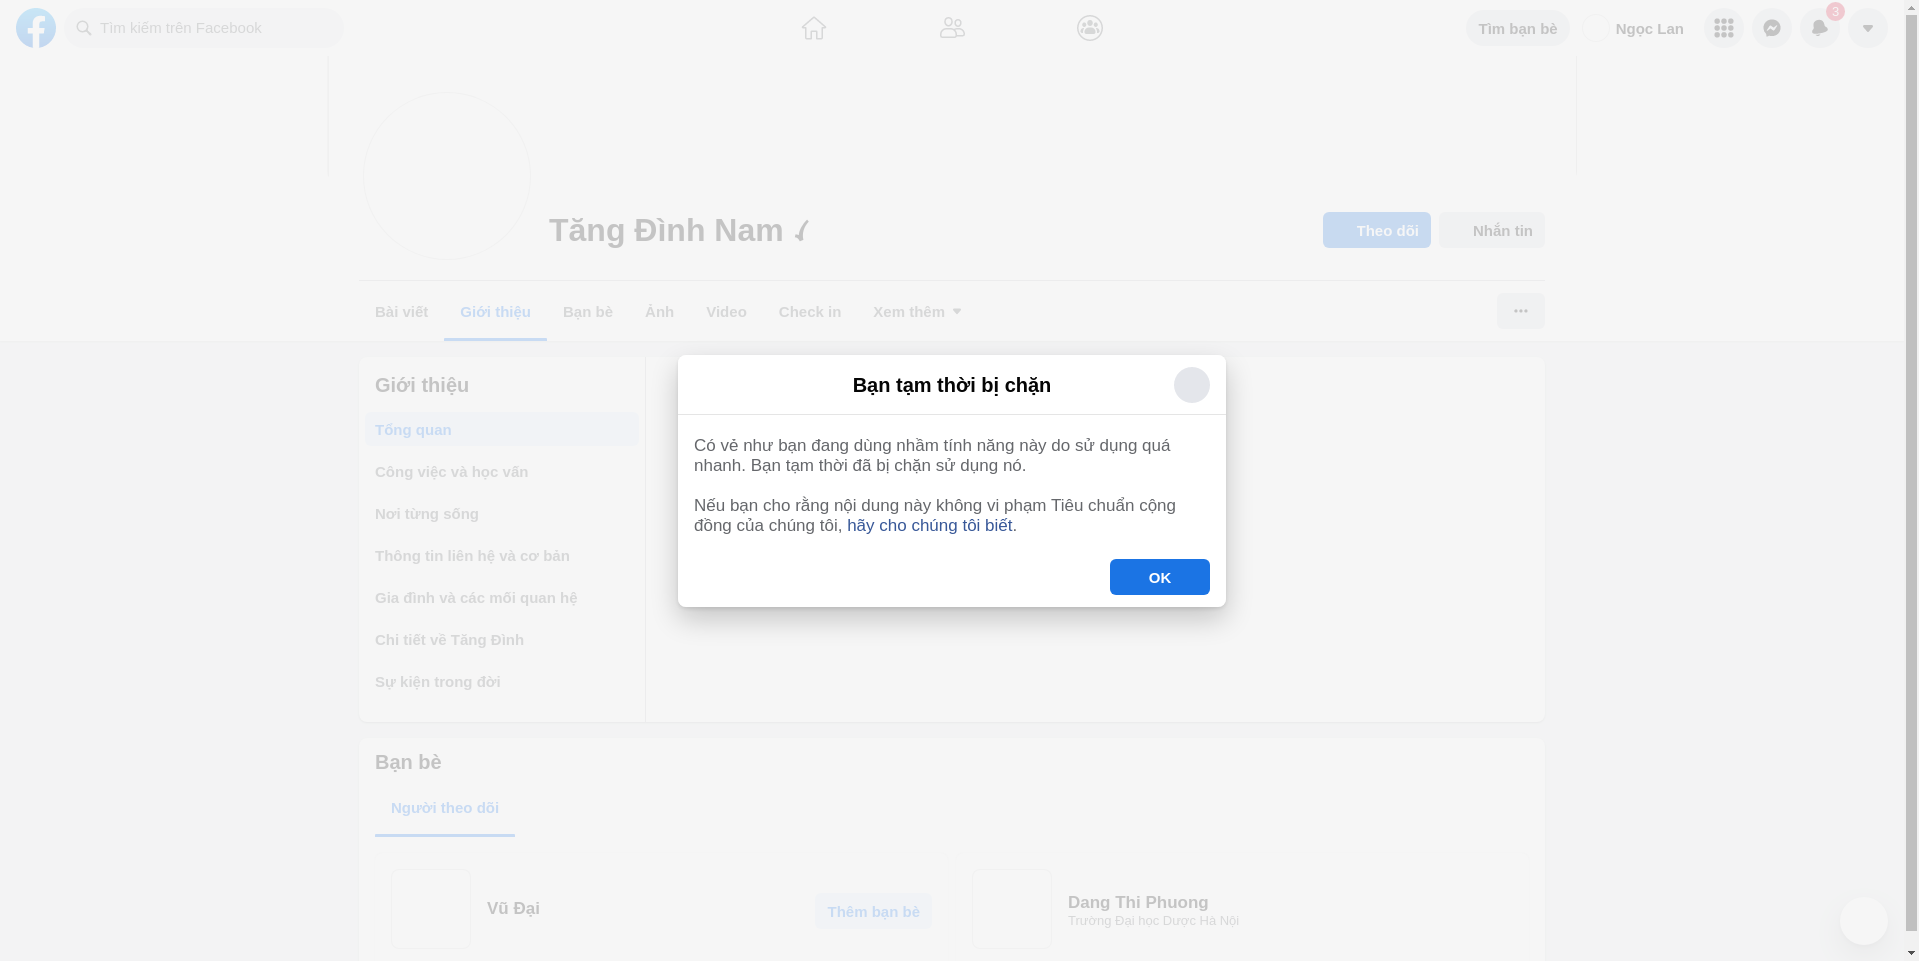 Tìm kiếm trên Facebook
Tìm bạn bè
Ngọc Lan
3
Tăng Đình Nam
Theo dõi
Nhắn tin
Bài viết
Giới thiệu
Bạn bè
Ảnh
Video
Check in
Xem thêm
Giới thiệu
Tổng quan
Công việc và học vấn
Nơi từng sống
Thông tin liên hệ và cơ bản
Gia đình và các mối quan hệ
Chi tiết về Tăng Đình
Sự kiện trong đời
Bạn tạm thời bị chặn
Có vẻ như bạn đang dùng nhầm tính năng này do sử dụng quá
nhanh. Bạn tạm thời đã bị chặn sử dụng nó.
Nếu bạn cho rằng nội dung này không vi phạm Tiêu chuẩn cộng
đồng của chúng tôi, hãy cho chúng tôi biết.
OK
Bạn bè
Người theo dõi
Vũ Đại
Thêm bạn bè
Dang Thi Phuong
Trường Đại học Dược Hà Nội